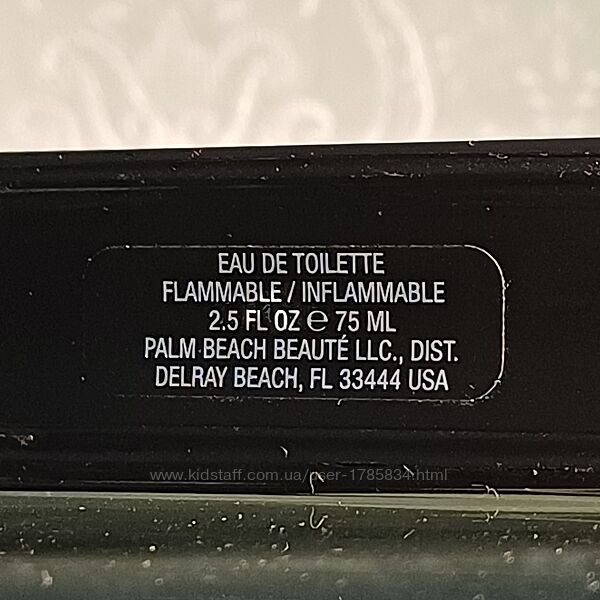 EAU DE TOILETTE
FLAMMABLE / INFLAMMABLE
2.5 FL OZ ℮ 75 ML
PALM BEACH BEAUTÉ LLC., DIST.
DELRAY BEACH, FL 33444 USA
www.kidstaff.com.ua/user-1785834.html